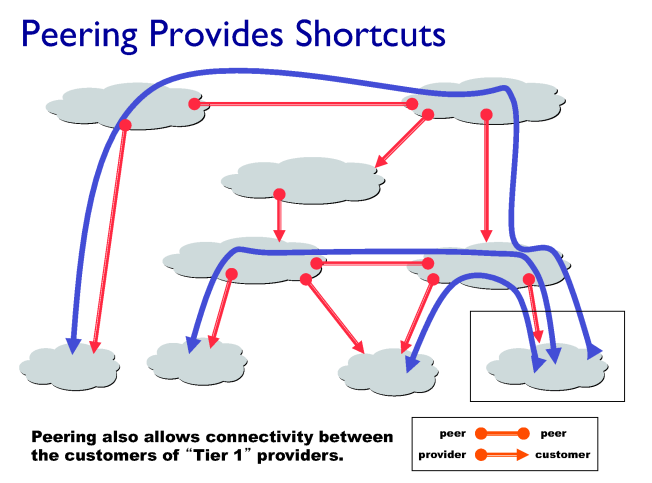 Peering Provides Shortcuts
Peering also allows connectivity between
the customers of “Tier 1” providers.
peer peer
provider customer